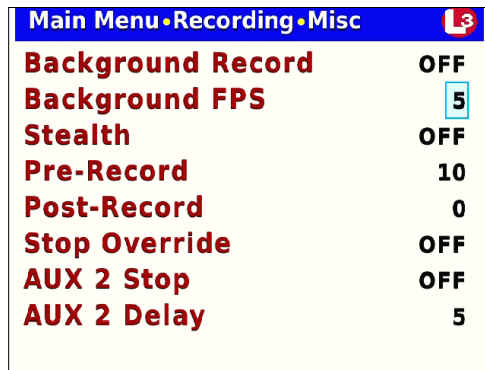 Main Menu•Recording•Misc L3
Background Record OFF
Background FPS 5
Stealth OFF
Pre-Record 10
Post-Record 0
Stop Override OFF
AUX 2 Stop OFF
AUX 2 Delay 5